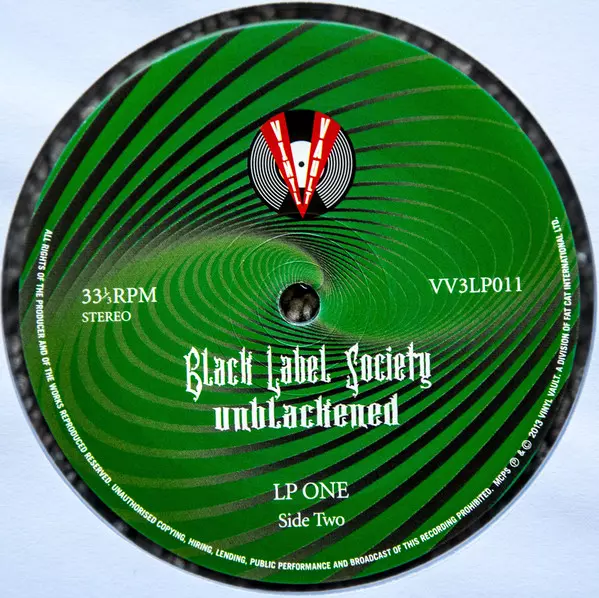 VINYL VAULT
33⅓RPM
STEREO
VV3LP011
Black Label Society
unblackened
LP ONE
Side Two
ALL RIGHTS OF THE PRODUCER AND OF THE WORKS REPRODUCED RESERVED. UNAUTHORISED COPYING, HIRING, LENDING, PUBLIC PERFORMANCE AND BROADCAST OF THIS RECORDING PROHIBITED. MCPS ℗ & © 2013 VINYL VAULT. A DIVISION OF FAT CAT INTERNATIONAL LTD.